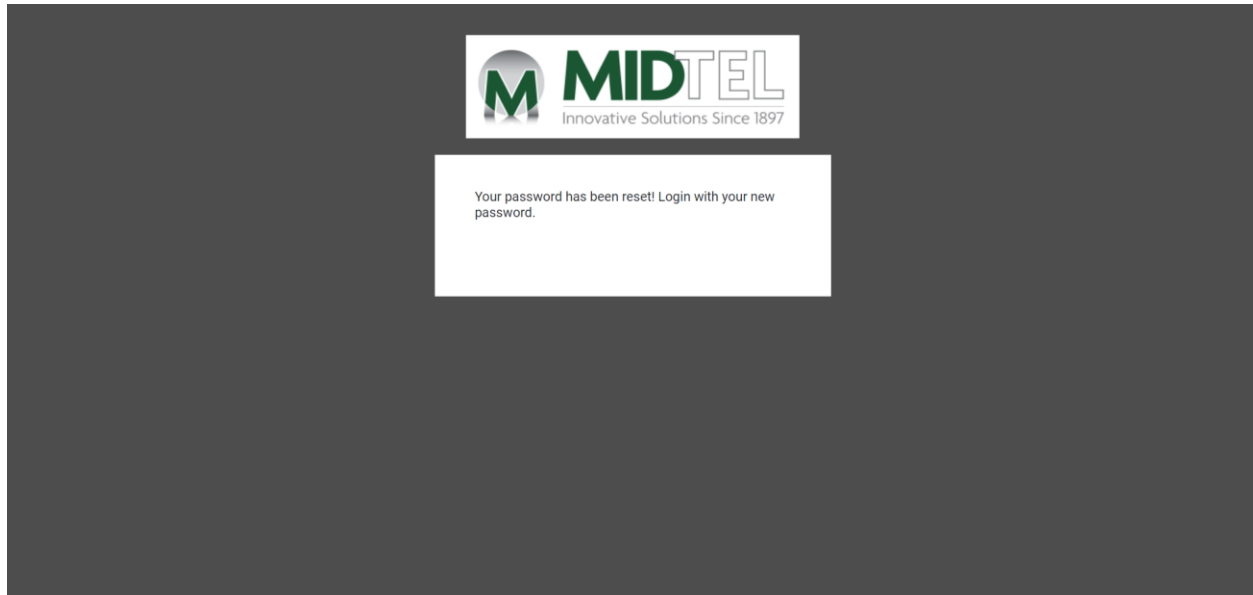 M MIDTEL
Innovative Solutions Since 1897
Your password has been reset! Login with your new
password.